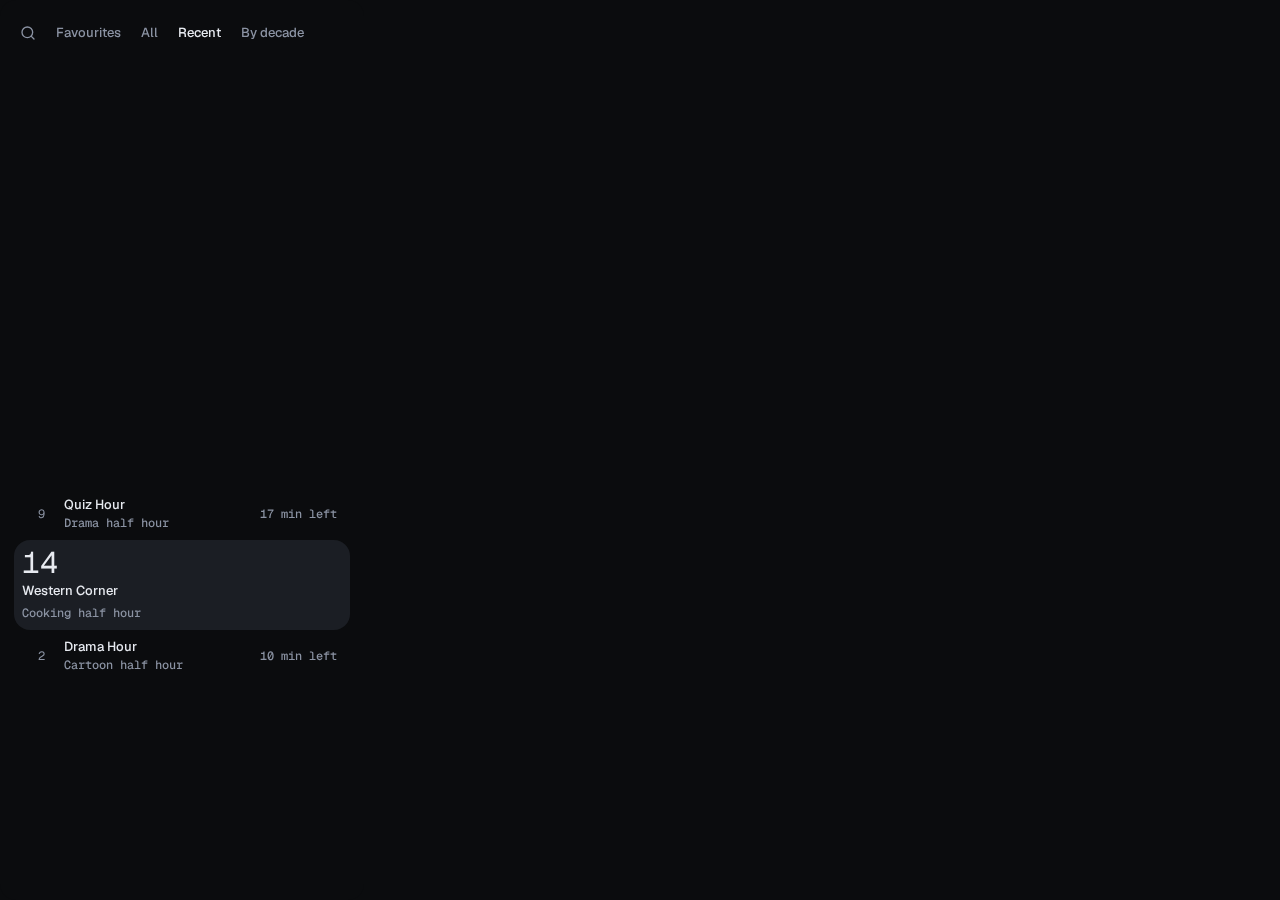 Favourites All Recent By decade
9 Quiz Hour 17 min left
Drama half hour
14
Western Corner
Cooking half hour
2 Drama Hour 10 min left
Cartoon half hour